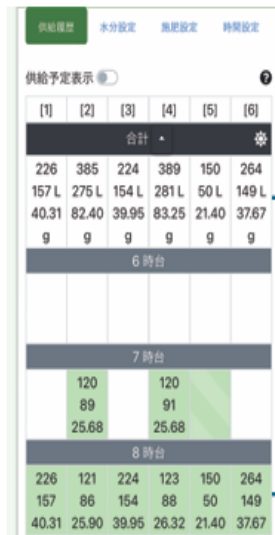 供給履歴 水分設定 施肥設定 時間設定
供給予定表示 ?
[1] [2] [3] [4] [5] [6]
合計
226 385 224 389 150 264
157 L 275 L 154 L 281 L 50 L 149 L
40.31 82.40 39.95 83.25 21.40 37.67
g g g g g g
6 時台
7 時台
120 120
89 91
25.68 25.68
8 時台
226 121 224 123 150 264
157 86 154 88 50 149
40.31 25.90 39.95 26.32 21.40 37.67